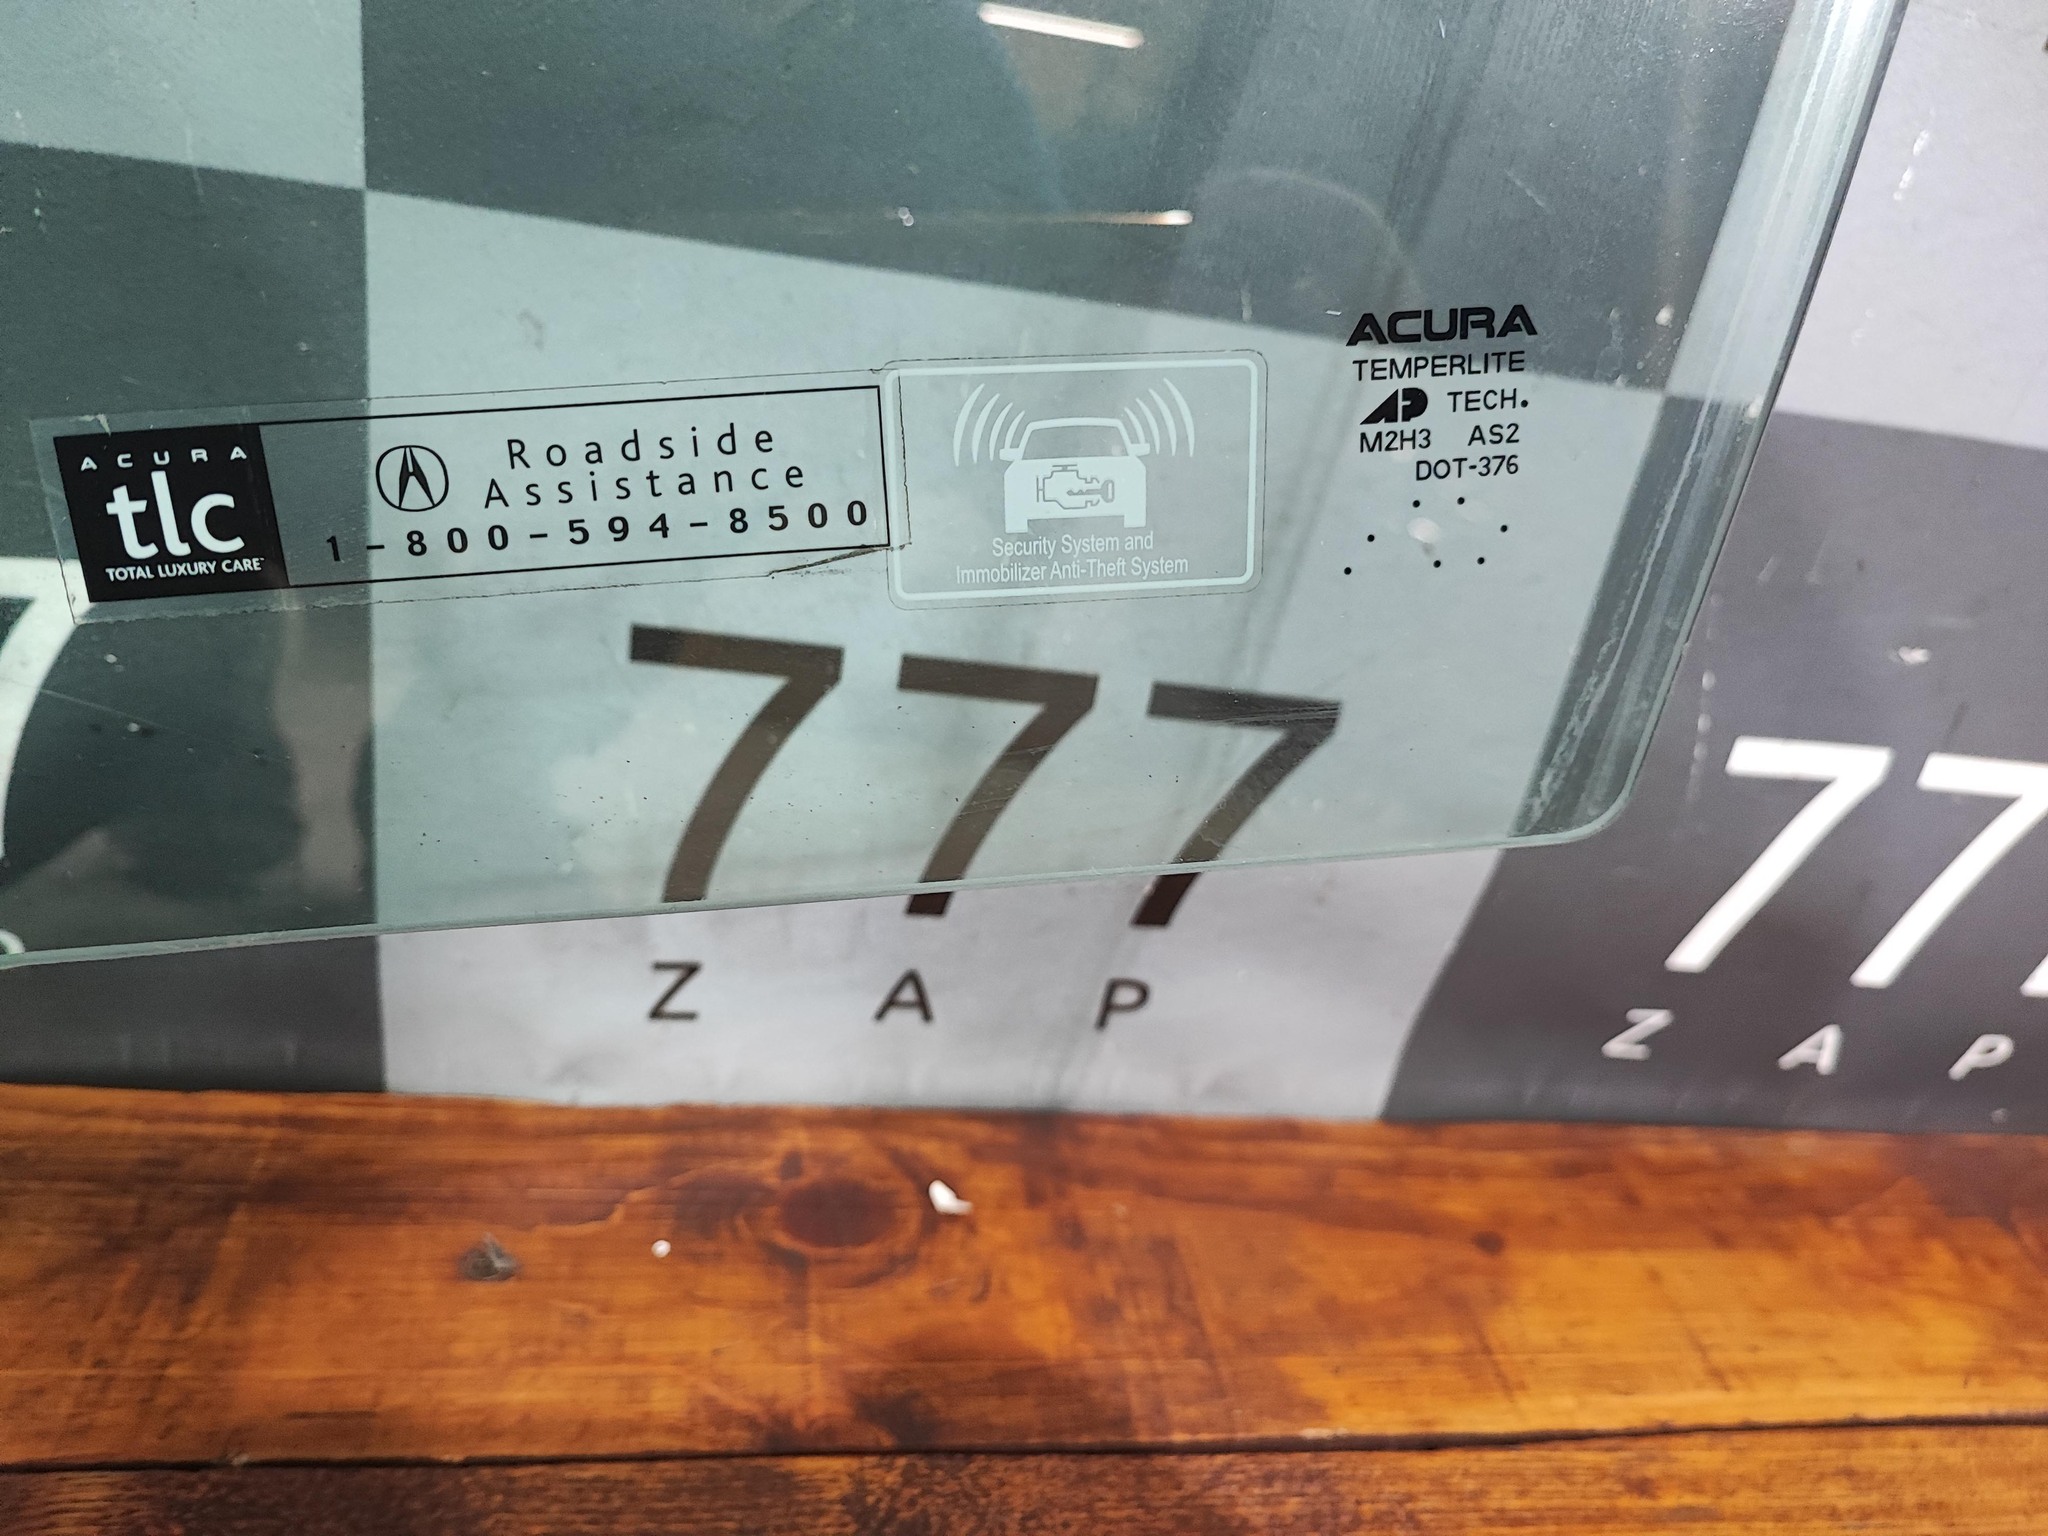 ACURA
tlc
TOTAL LUXURY CARE
Roadside
Assistance
1-800-594-8500
Security System and
Immobilizer Anti-Theft System
ACURA
TEMPERLITE
AP TECH.
M2H3 AS2
DOT-376
777
ZAP
77
ZAP